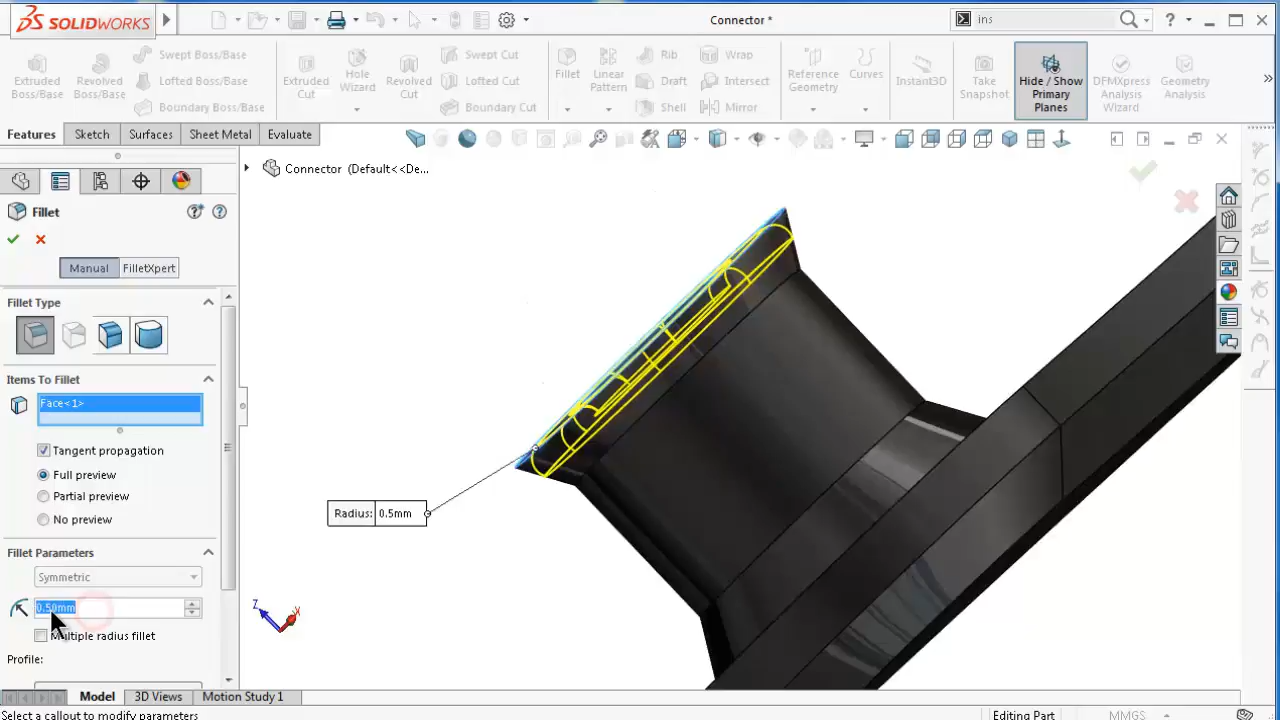 SOLIDWORKS
Connector *
ins
Extruded Boss/Base
Revolved Boss/Base
Swept Boss/Base
Lofted Boss/Base
Boundary Boss/Base
Extruded Cut
Hole Wizard
Revolved Cut
Swept Cut
Lofted Cut
Boundary Cut
Fillet
Linear Pattern
Rib
Draft
Shell
Wrap
Intersect
Mirror
Reference Geometry
Curves
Instant3D
Take Snapshot
Hide / Show Primary Planes
DFMXpress Analysis Wizard
Geometry Analysis
Features
Sketch
Surfaces
Sheet Metal
Evaluate
Connector (Default<<De...
Fillet
Manual
FilletXpert
Fillet Type
Items To Fillet
Face<1>
Tangent propagation
Full preview
Partial preview
No preview
Radius: 0.5mm
Fillet Parameters
Symmetric
0.50mm
Multiple radius fillet
Profile:
Z
X
Model
3D Views
Motion Study 1
Select a callout to modify parameters
Editing Part
MMGS